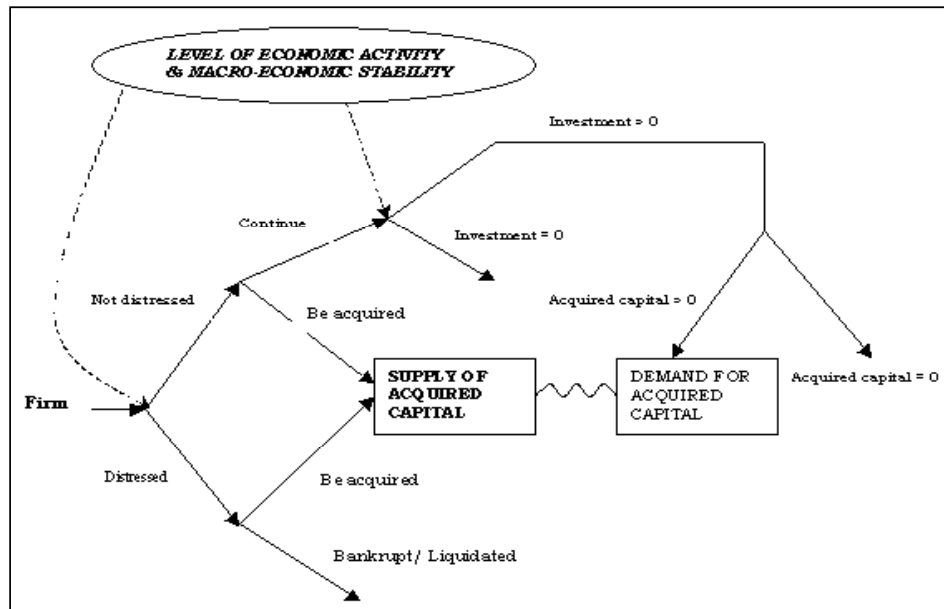 LEVEL OF ECONOMIC ACTIVITY
& MACRO-ECONOMIC STABILITY
Investment > 0
Continue
Investment = 0
Not distressed
Be acquired
Acquired capital > 0
Firm
SUPPLY OF
ACQUIRED
CAPITAL
DEMAND FOR
ACQUIRED
CAPITAL
Acquired capital = 0
Distressed
Be acquired
Bankrupt / Liquidated